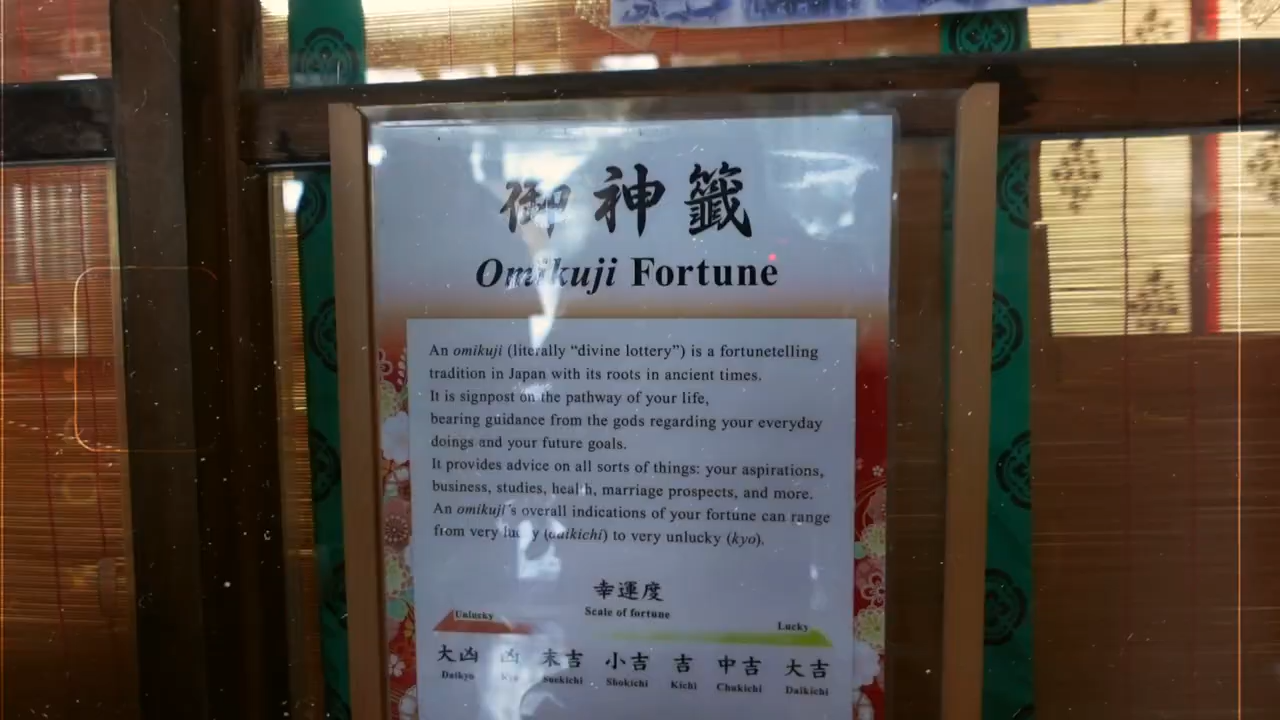 御神籤
Omikuji Fortune
An omikuji (literally “divine lottery”) is a fortunetelling
tradition in Japan with its roots in ancient times.
It is signpost on the pathway of your life,
bearing guidance from the gods regarding your everyday
doings and your future goals.
It provides advice on all sorts of things: your aspirations,
business, studies, health, marriage prospects, and more.
An omikuji's overall indications of your fortune can range
from very lucky (daikichi) to very unlucky (kyo).
幸運度
Scale of fortune
Unlucky Lucky
大凶 凶 末吉 小吉 吉 中吉 大吉
Daikyo Kyo Suekichi Shokichi Kichi Chukichi Daikichi